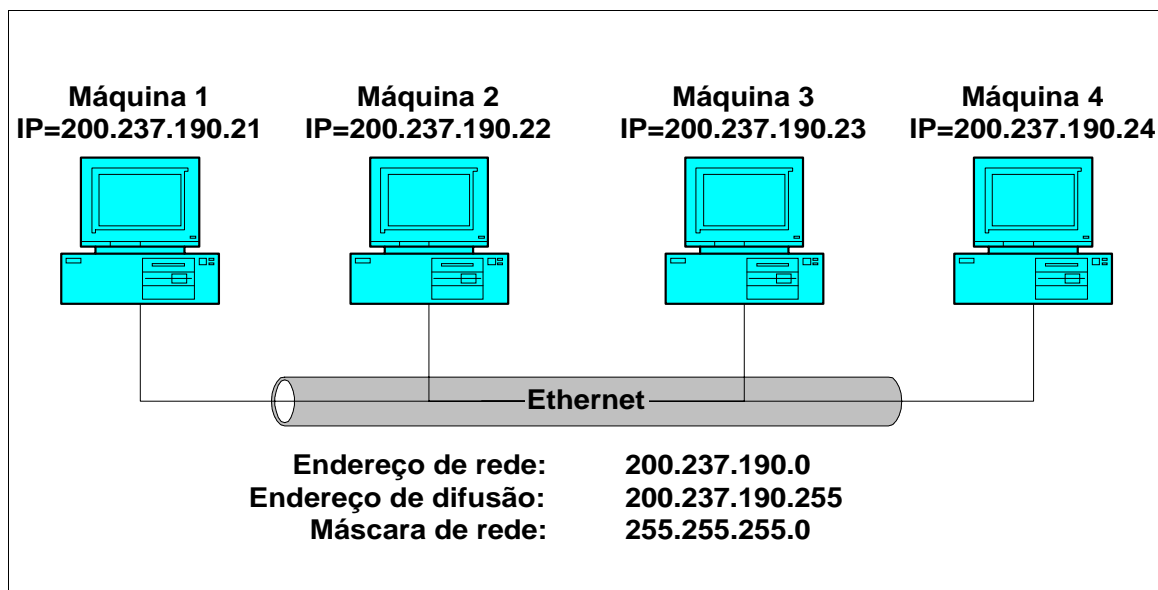 Máquina 1
IP=200.237.190.21
Máquina 2
IP=200.237.190.22
Máquina 3
IP=200.237.190.23
Máquina 4
IP=200.237.190.24
Ethernet
Endereço de rede: 200.237.190.0
Endereço de difusão: 200.237.190.255
Máscara de rede: 255.255.255.0